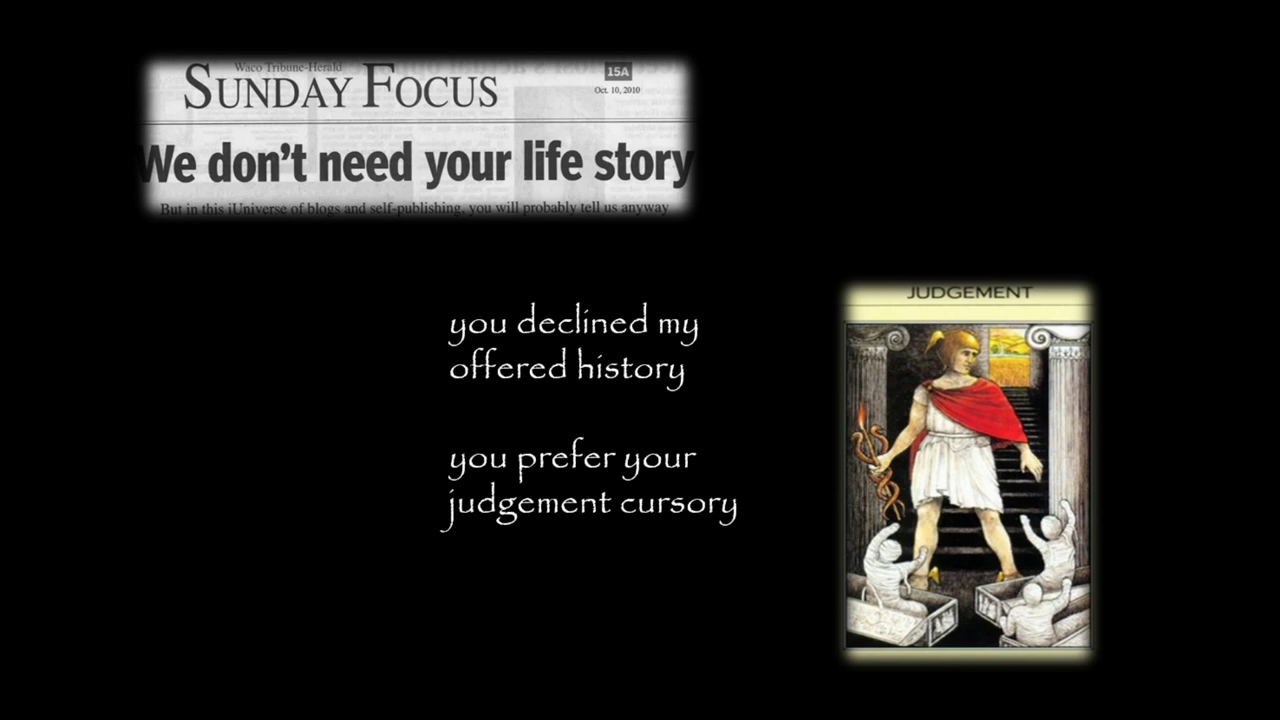 Waco Tribune-Herald
SUNDAY FOCUS
15A
Oct. 10, 2010
We don't need your life story
But in this iUniverse of blogs and self-publishing, you will probably tell us anyway
you declined my
offered history
you prefer your
judgement cursory
JUDGEMENT